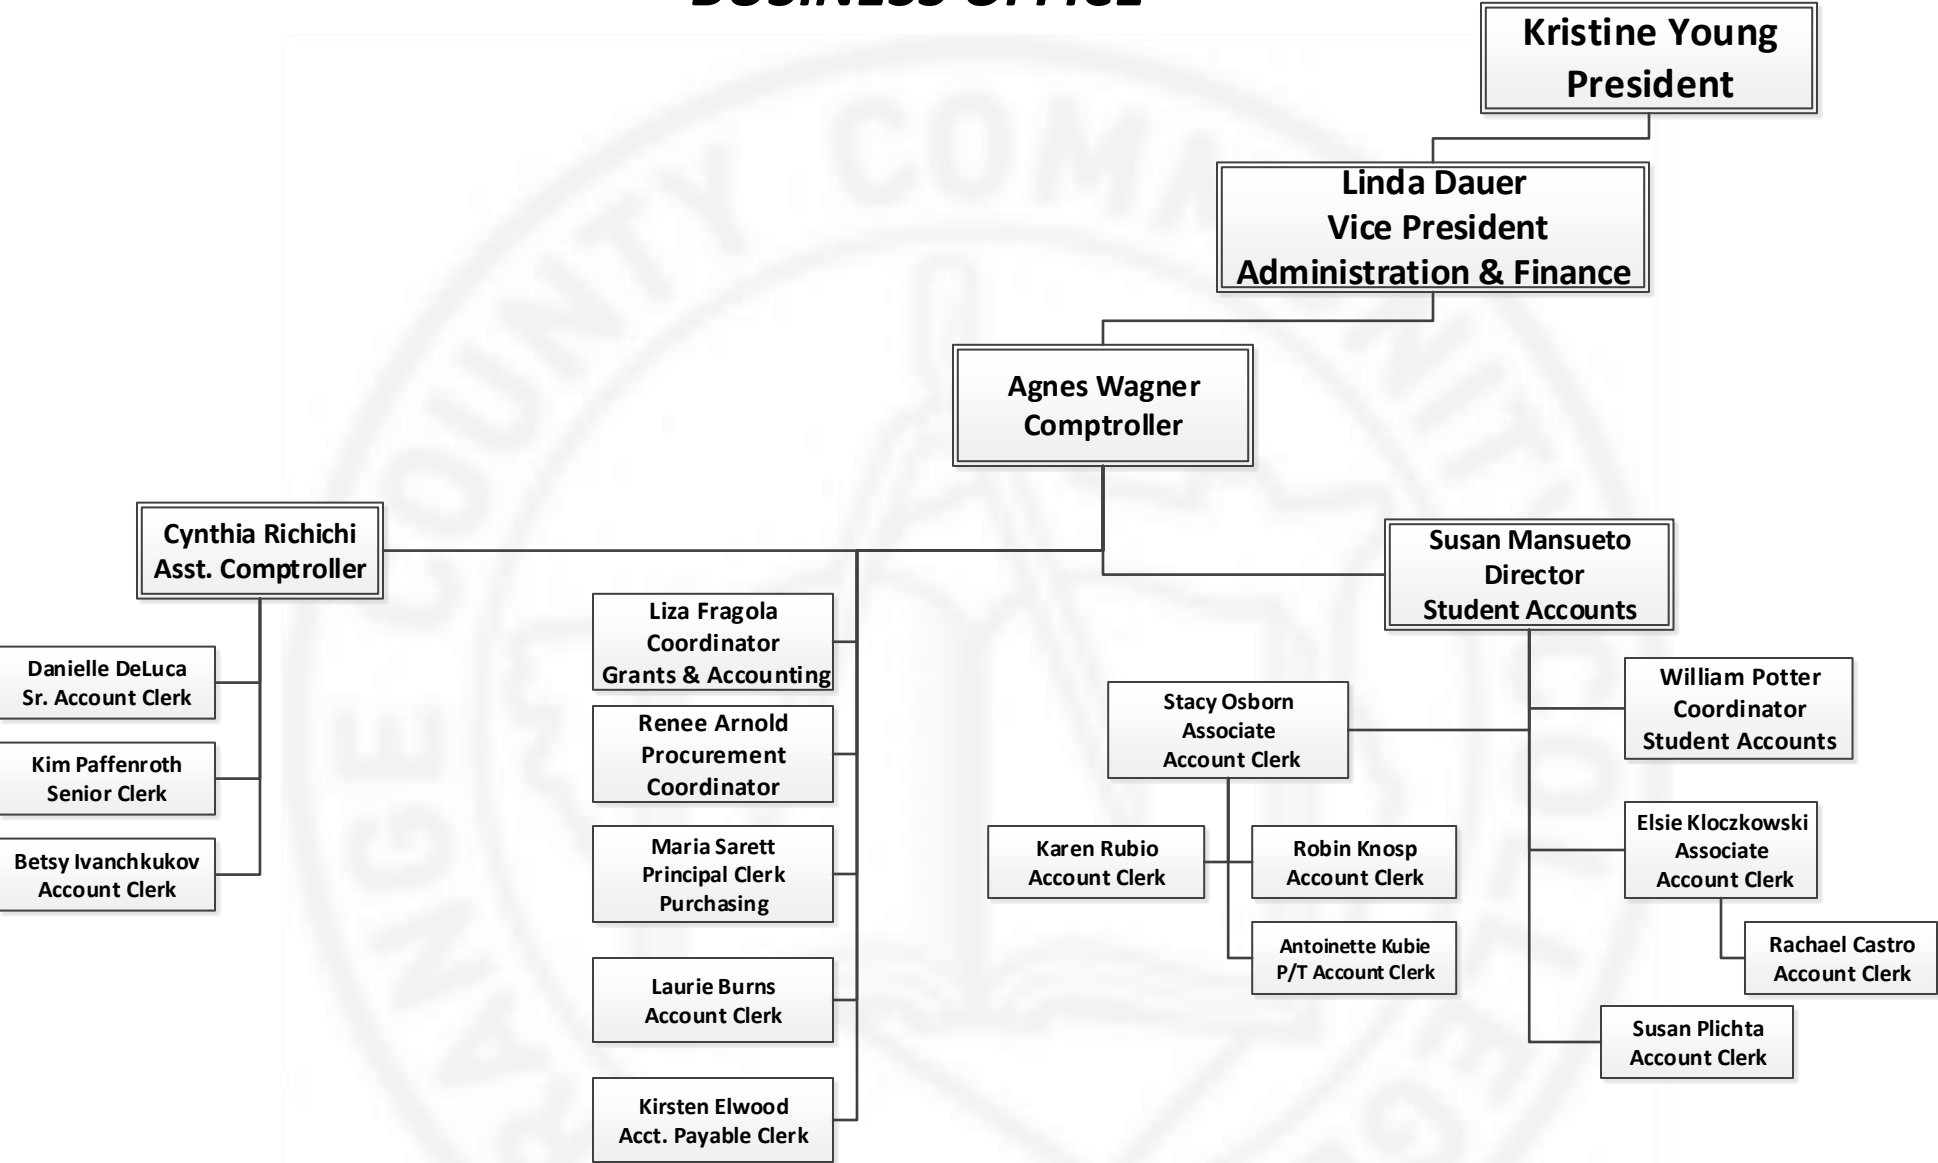 BUSINESS OFFICE
Kristine Young
President
Linda Dauer
Vice President
Administration & Finance
Agnes Wagner
Comptroller
Cynthia Richichi
Asst. Comptroller
Susan Mansueto
Director
Student Accounts
Danielle DeLuca
Sr. Account Clerk
Kim Paffenroth
Senior Clerk
Betsy Ivanchkukov
Account Clerk
Liza Fragola
Coordinator
Grants & Accounting
Renee Arnold
Procurement
Coordinator
Maria Sarett
Principal Clerk
Purchasing
Laurie Burns
Account Clerk
Kirsten Elwood
Acct. Payable Clerk
Stacy Osborn
Associate
Account Clerk
Karen Rubio
Account Clerk
Robin Knosp
Account Clerk
Antoinette Kubie
P/T Account Clerk
William Potter
Coordinator
Student Accounts
Elsie Kloczkowski
Associate
Account Clerk
Rachael Castro
Account Clerk
Susan Plichta
Account Clerk
COUNTY COMMUNITY COLLEGE